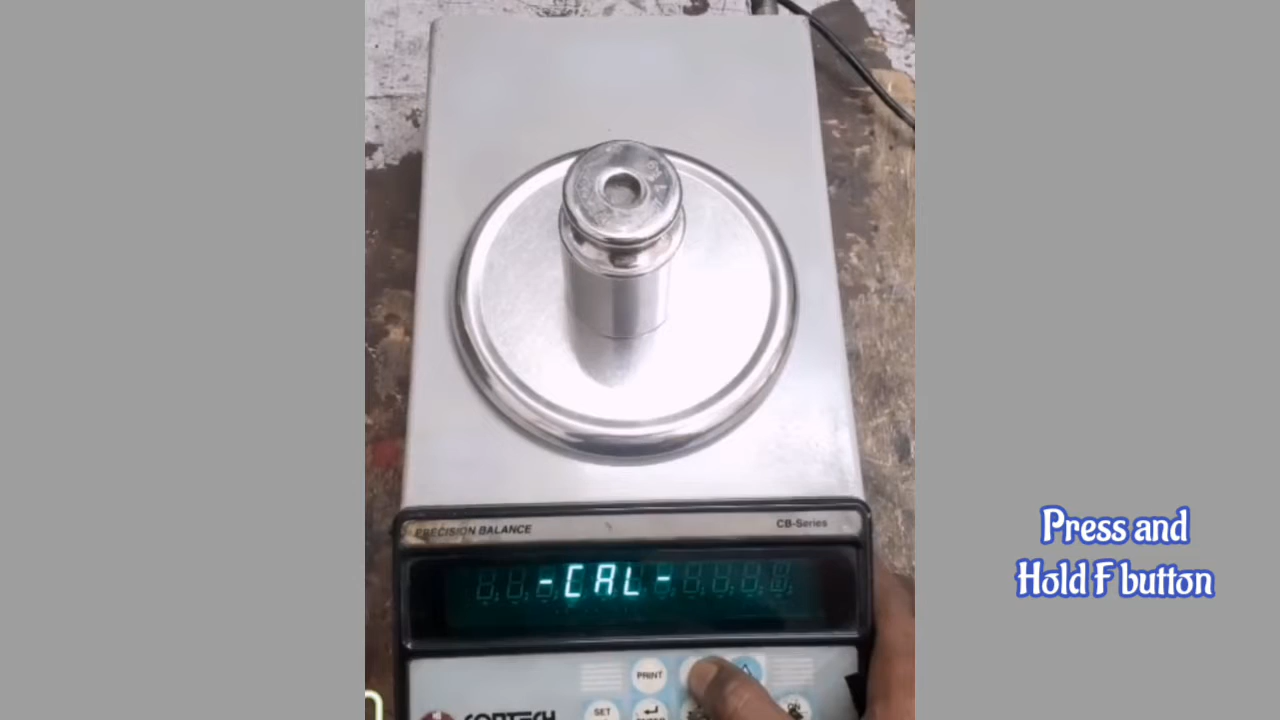 PRECISION BALANCE
CB-Series
-CAL-
PRINT
SET
Press and
Hold F button